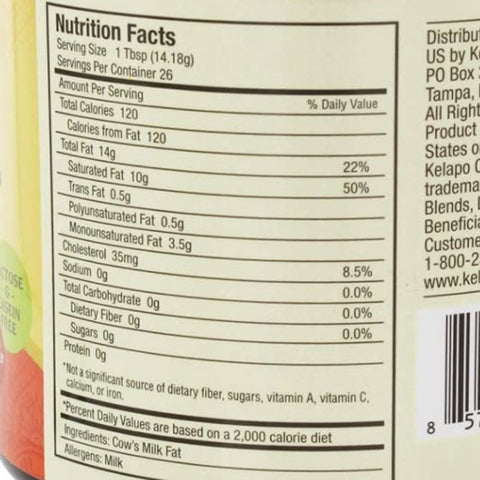 Nutrition Facts
Serving Size 1 Tbsp (14.18g)
Servings Per Container 26
Amount Per Serving
% Daily Value
Total Calories 120
Calories from Fat 120
Total Fat 14g 22%
Saturated Fat 10g 50%
Trans Fat 0.5g
Polyunsaturated Fat 0.5g
Monounsaturated Fat 3.5g
Cholesterol 35mg 8.5%
Sodium 0g 0.0%
Total Carbohydrate 0g 0.0%
Dietary Fiber 0g 0.0%
Sugars 0g
Protein 0g
*Not a significant source of dietary fiber, sugars, vitamin A, vitamin C,
calcium, or iron.
*Percent Daily Values are based on a 2,000 calorie diet
Ingredients: Cow's Milk Fat
Allergens: Milk
Distribut
US by Ke
PO Box
Tampa,
All Right
Product
States o
Kelapo
tradema
Blends,
Beneficia
Custome
1-800-2
www.kel
8 57
CTOSE
-&-
SEIN
FREE